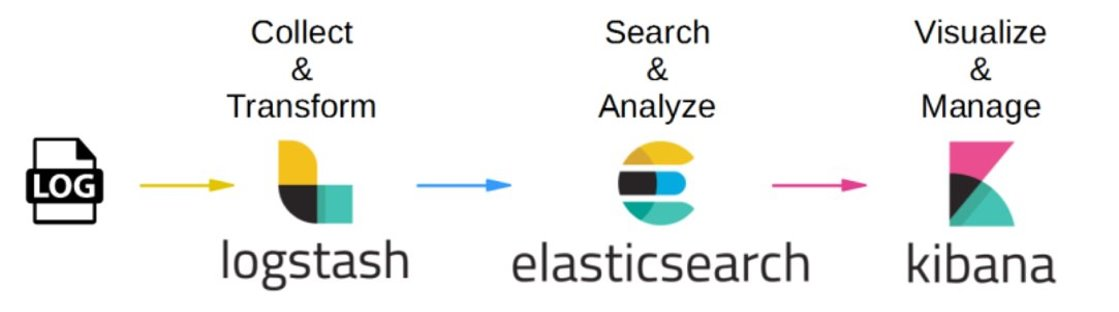 Collect
&
Transform
Search
&
Analyze
Visualize
&
Manage
LOG
logstash
elasticsearch
kibana